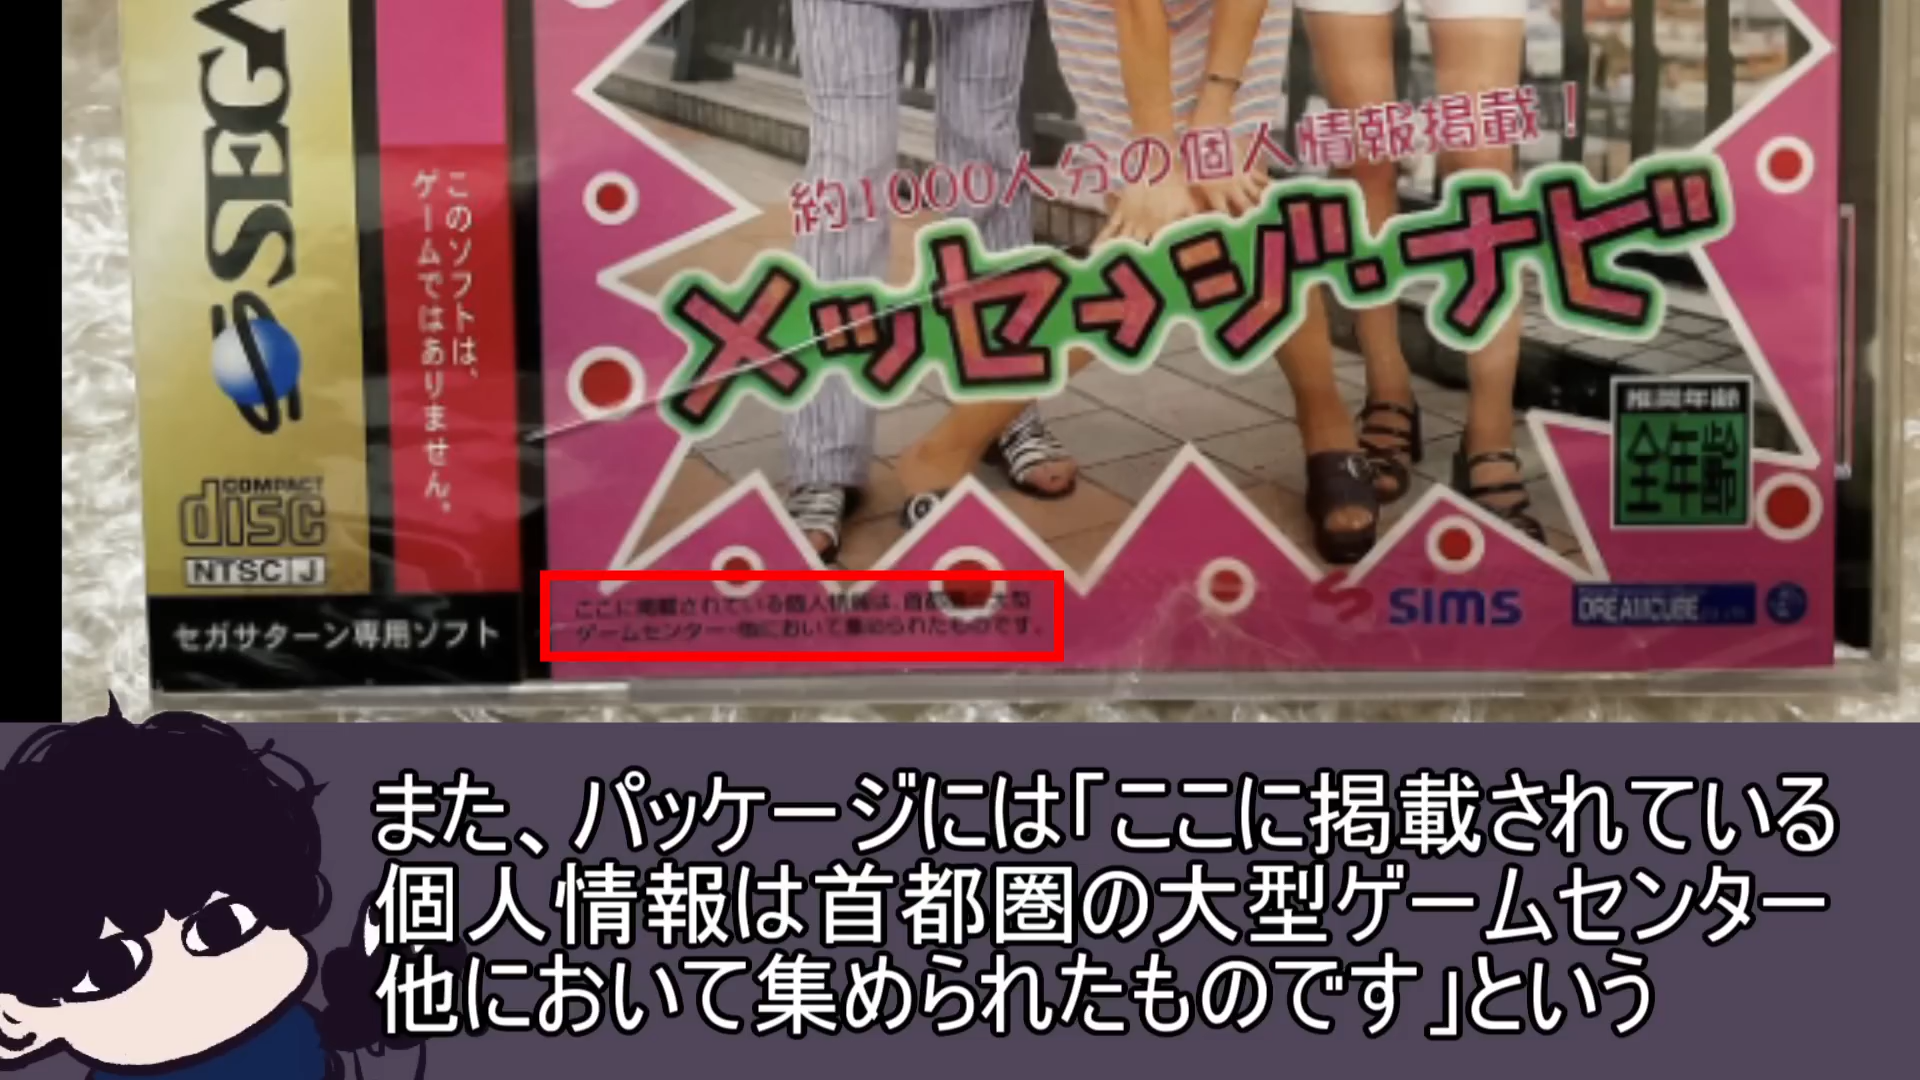 SEGA
このソフトは、
ゲームではありません。
約1000人分の個人情報掲載!
メッセージ・ナビ
推奨年齢
全年齢
COMPACT
disc
NTSC J
セガサターン専用ソフト
ここに掲載されている個人情報は、首都圏の大型
ゲームセンター他において集められたものです。
SIMS
DREAMCUBE
また、パッケージには「ここに掲載されている
個人情報は首都圏の大型ゲームセンター
他において集められたものです」という